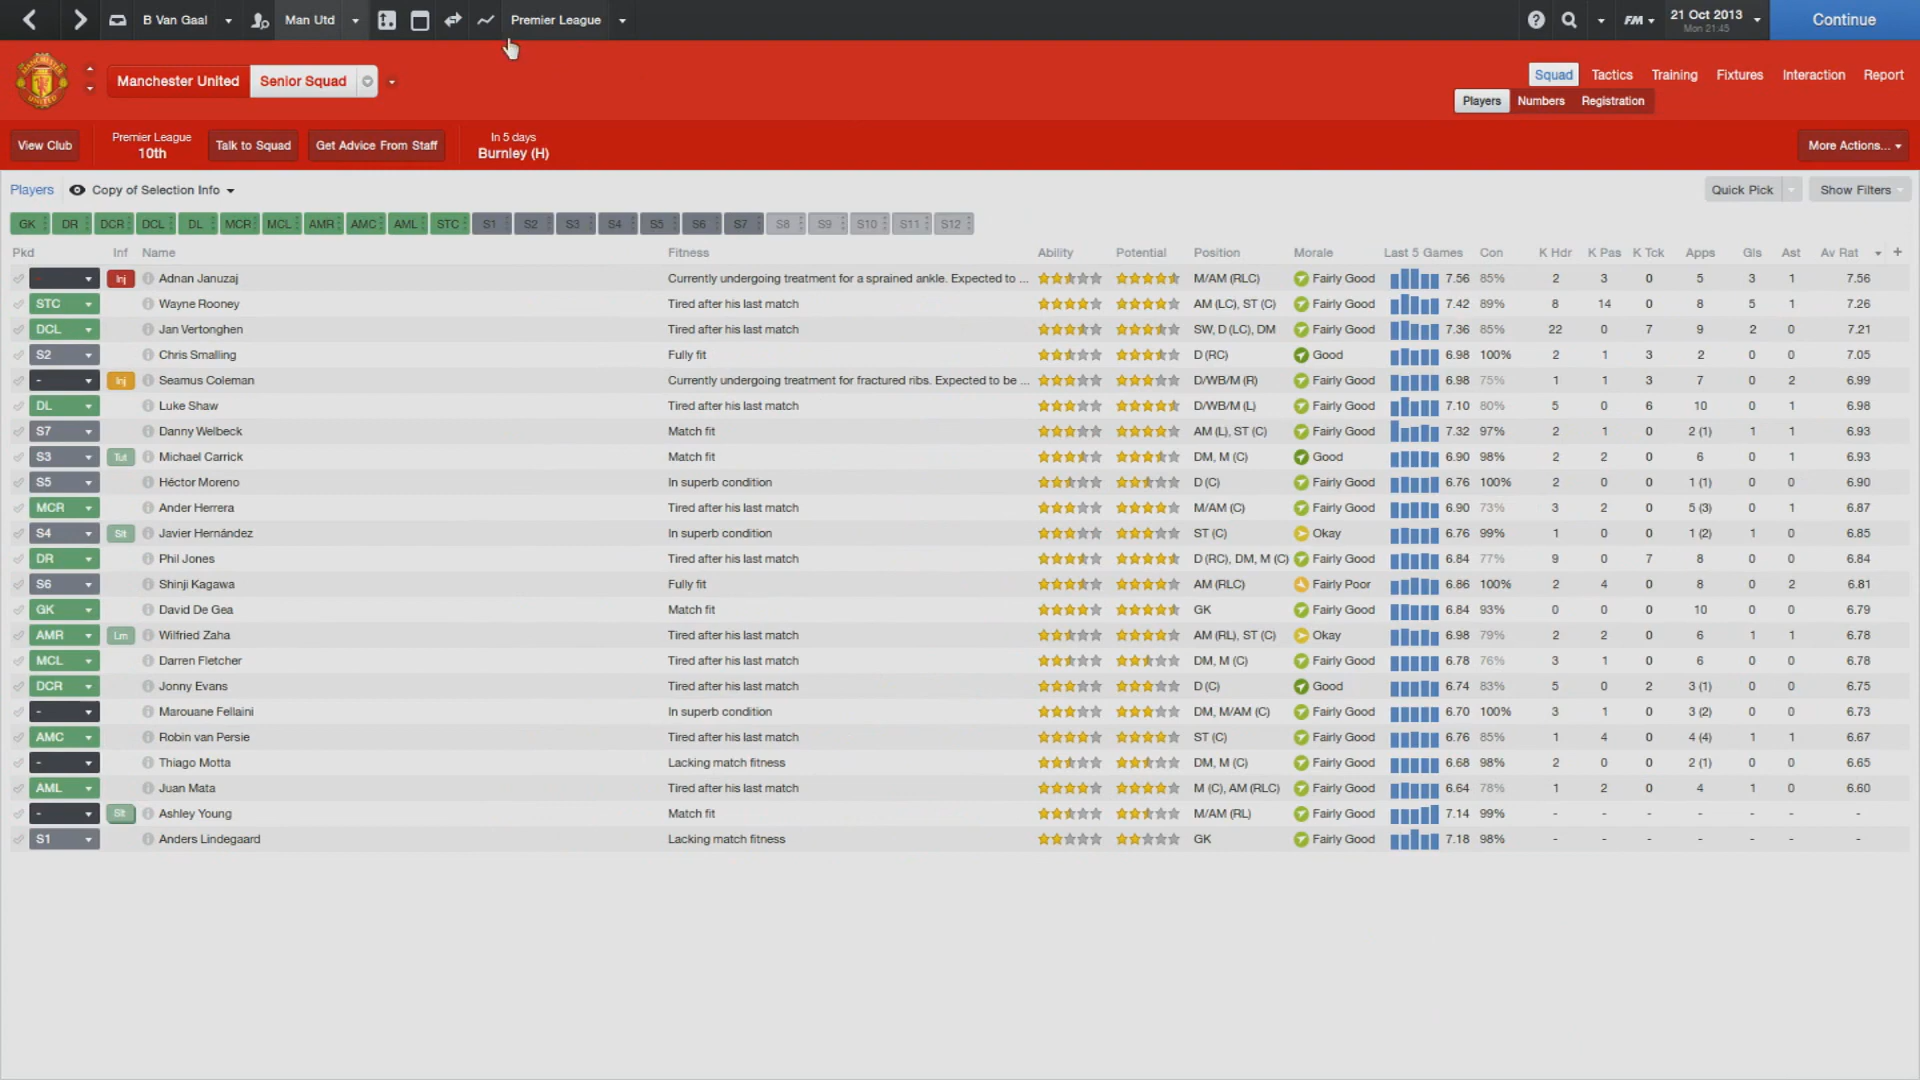 B Van Gaal Man Utd Premier League FM 21 Oct 2013 Mon 21:45 Continue
Manchester United Senior Squad
Squad Tactics Training Fixtures Interaction Report
Players Numbers Registration
View Club Premier League 10th Talk to Squad Get Advice From Staff In 5 days Burnley (H) More Actions...
Players Copy of Selection Info Quick Pick Show Filters
GK DR DCR DCL DL MCR MCL AMR AMC AML STC S1 S2 S3 S4 S5 S6 S7 S8 S9 S10 S11 S12
Pkd Inf Name Fitness Ability Potential Position Morale Last 5 Games Con K Hdr K Pas K Tck Apps Gls Ast Av Rat +
- Inj Adnan Januzaj Currently undergoing treatment for a sprained ankle. Expected to ... M/AM (RLC) Fairly Good 7.56 85% 2 3 0 5 3 1 7.56
STC Wayne Rooney Tired after his last match AM (LC), ST (C) Fairly Good 7.42 89% 8 14 0 8 5 1 7.26
DCL Jan Vertonghen Tired after his last match SW, D (LC), DM Fairly Good 7.36 85% 22 0 7 9 2 0 7.21
S2 Chris Smalling Fully fit D (RC) Good 6.98 100% 2 1 3 2 0 0 7.05
- Inj Seamus Coleman Currently undergoing treatment for fractured ribs. Expected to be ... D/WB/M (R) Fairly Good 6.98 75% 1 1 3 7 0 2 6.99
DL Luke Shaw Tired after his last match D/WB/M (L) Fairly Good 7.10 80% 5 0 6 10 0 1 6.98
S7 Danny Welbeck Match fit AM (L), ST (C) Fairly Good 7.32 97% 2 1 0 2 (1) 1 1 6.93
S3 Tut Michael Carrick Match fit DM, M (C) Good 6.90 98% 2 2 0 6 0 1 6.93
S5 Héctor Moreno In superb condition D (C) Fairly Good 6.76 100% 2 0 0 1 (1) 0 0 6.90
MCR Ander Herrera Tired after his last match M/AM (C) Fairly Good 6.90 73% 3 2 0 5 (3) 0 1 6.87
S4 Slt Javier Hernández In superb condition ST (C) Okay 6.76 99% 1 0 0 1 (2) 1 0 6.85
DR Phil Jones Tired after his last match D (RC), DM, M (C) Fairly Good 6.84 77% 9 0 7 8 0 0 6.84
S6 Shinji Kagawa Fully fit AM (RLC) Fairly Poor 6.86 100% 2 4 0 8 0 2 6.81
GK David De Gea Match fit GK Fairly Good 6.84 93% 0 0 0 10 0 0 6.79
AMR Lrn Wilfried Zaha Tired after his last match AM (RL), ST (C) Okay 6.98 79% 2 2 0 6 1 1 6.78
MCL Darren Fletcher Tired after his last match DM, M (C) Fairly Good 6.78 76% 3 1 0 6 0 0 6.78
DCR Jonny Evans Tired after his last match D (C) Good 6.74 83% 5 0 2 3 (1) 0 0 6.75
- Marouane Fellaini In superb condition DM, M/AM (C) Fairly Good 6.70 100% 3 1 0 3 (2) 0 0 6.73
AMC Robin van Persie Tired after his last match ST (C) Fairly Good 6.76 85% 1 4 0 4 (4) 1 1 6.67
- Thiago Motta Lacking match fitness DM, M (C) Fairly Good 6.68 98% 2 0 0 2 (1) 0 0 6.65
AML Juan Mata Tired after his last match M (C), AM (RLC) Fairly Good 6.64 78% 1 2 0 4 1 0 6.60
- Slt Ashley Young Match fit M/AM (RL) Fairly Good 7.14 99% - - - - - - -
S1 Anders Lindegaard Lacking match fitness GK Fairly Good 7.18 98% - - - - - - -